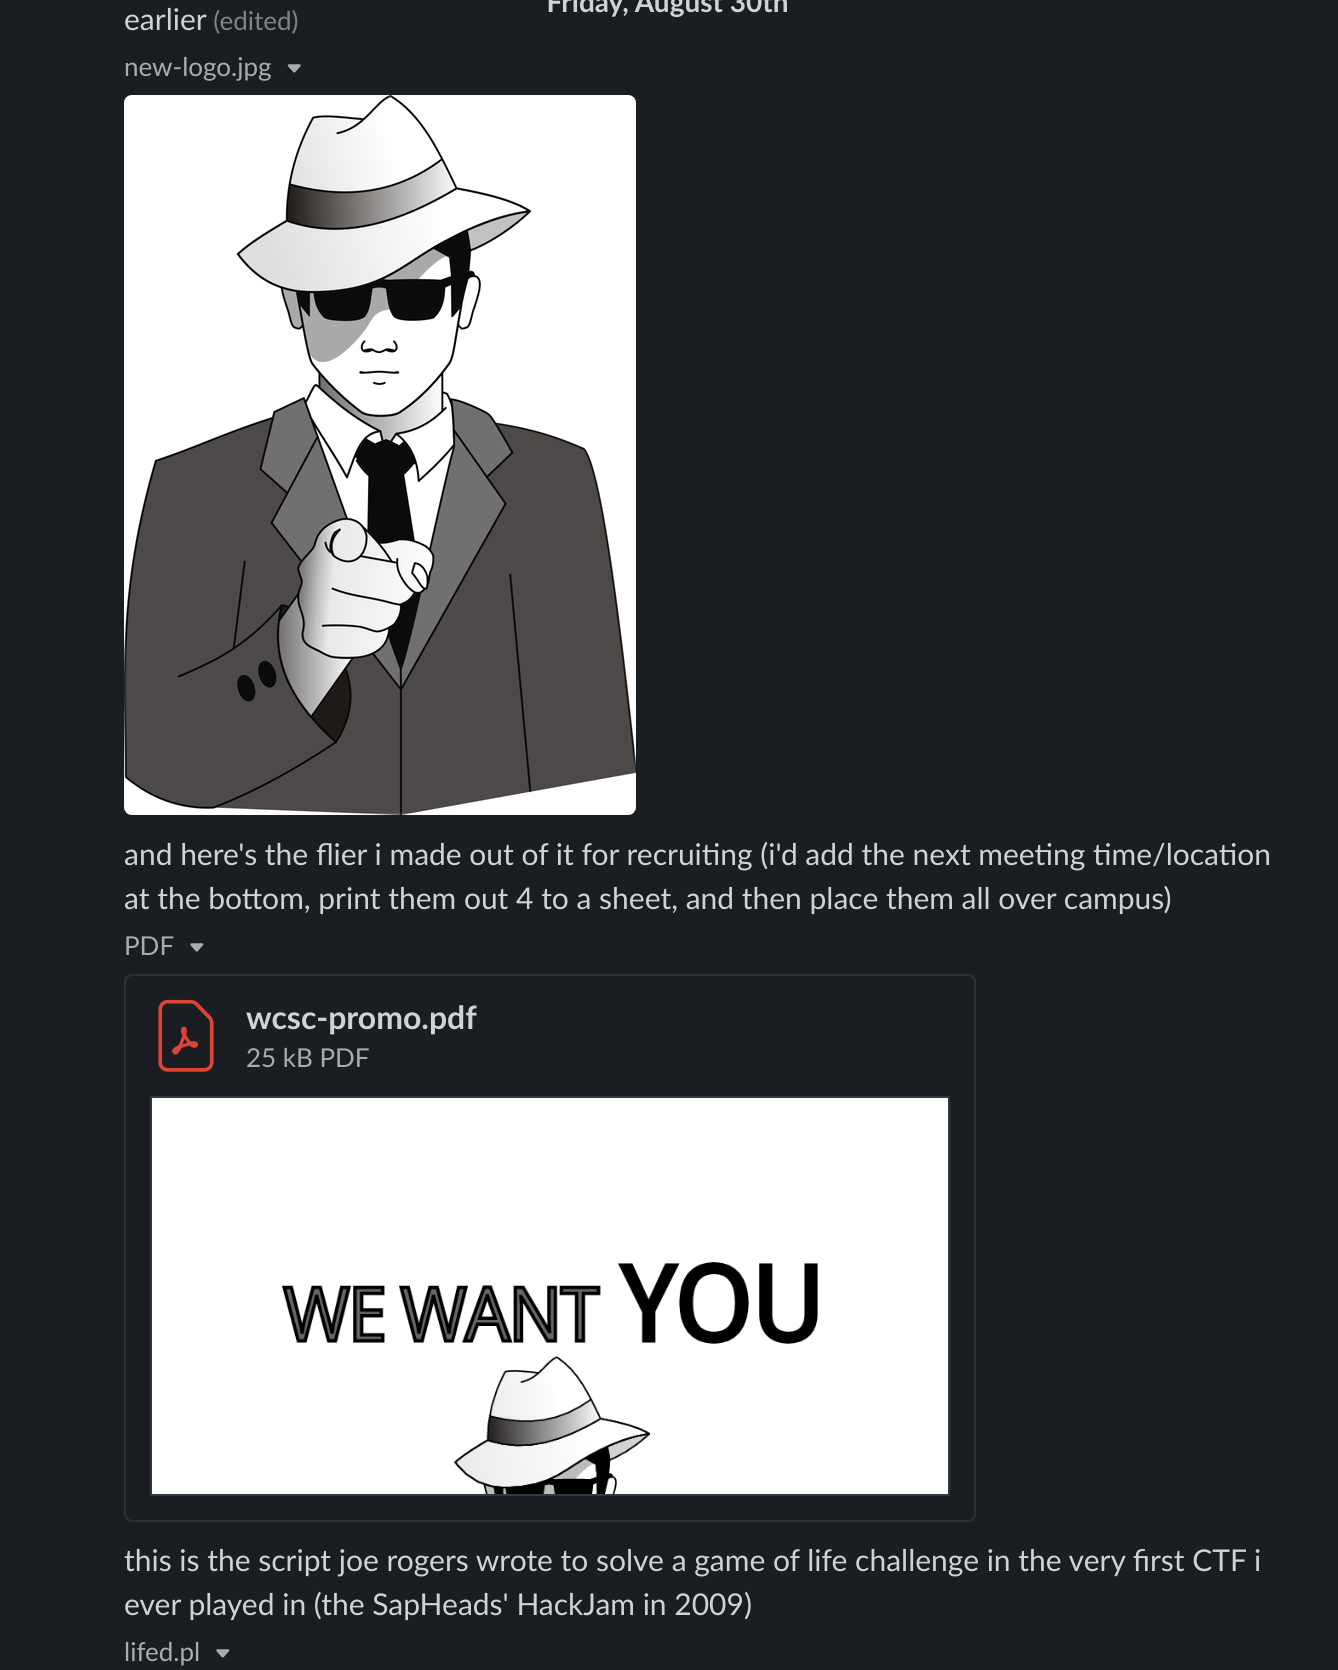 Friday, August 30th
earlier (edited)
new-logo.jpg
and here's the flier i made out of it for recruiting (i'd add the next meeting time/location
at the bottom, print them out 4 to a sheet, and then place them all over campus)
PDF
wcsc-promo.pdf
25 kB PDF
WE WANT YOU
this is the script joe rogers wrote to solve a game of life challenge in the very first CTF i
ever played in (the SapHeads' HackJam in 2009)
lifed.pl